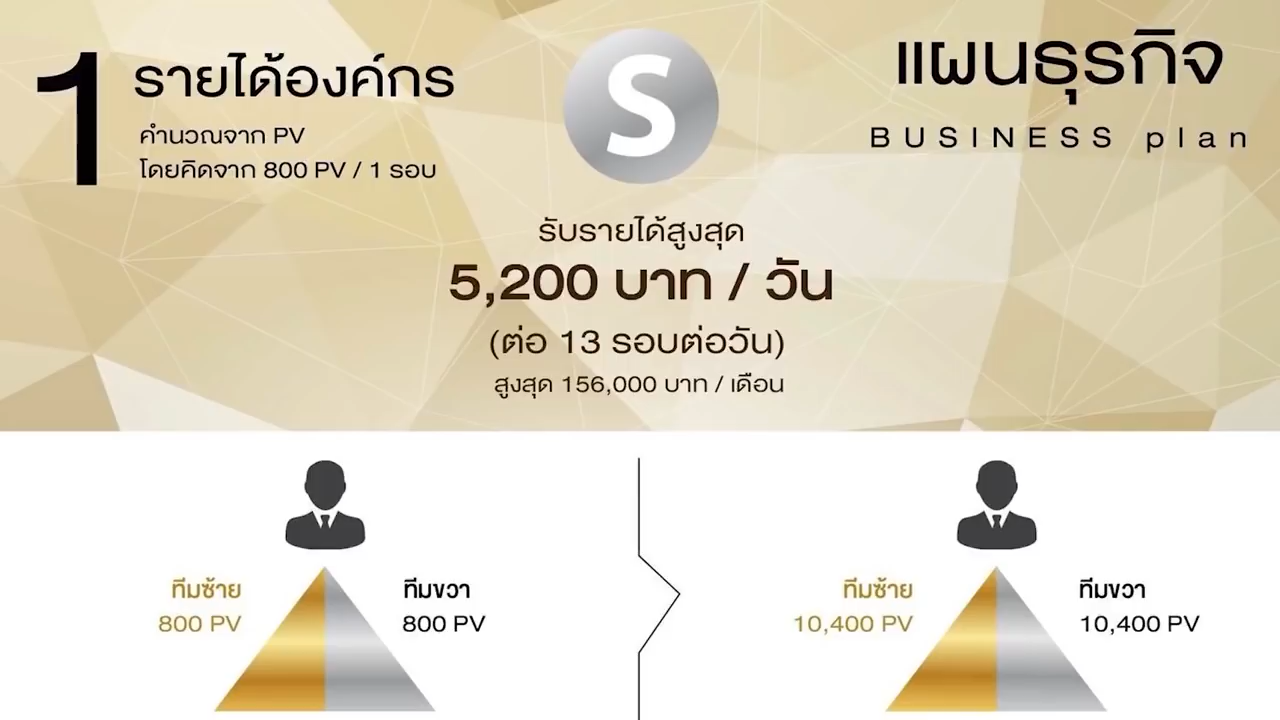 1
รายได้องค์กร
คำนวณจาก PV
โดยคิดจาก 800 PV / 1 รอบ
S
แผนธุรกิจ
BUSINESS plan
รับรายได้สูงสุด
5,200 บาท / วัน
(ต่อ 13 รอบต่อวัน)
สูงสุด 156,000 บาท / เดือน
ทีมซ้าย
800 PV
ทีมขวา
800 PV
ทีมซ้าย
10,400 PV
ทีมขวา
10,400 PV